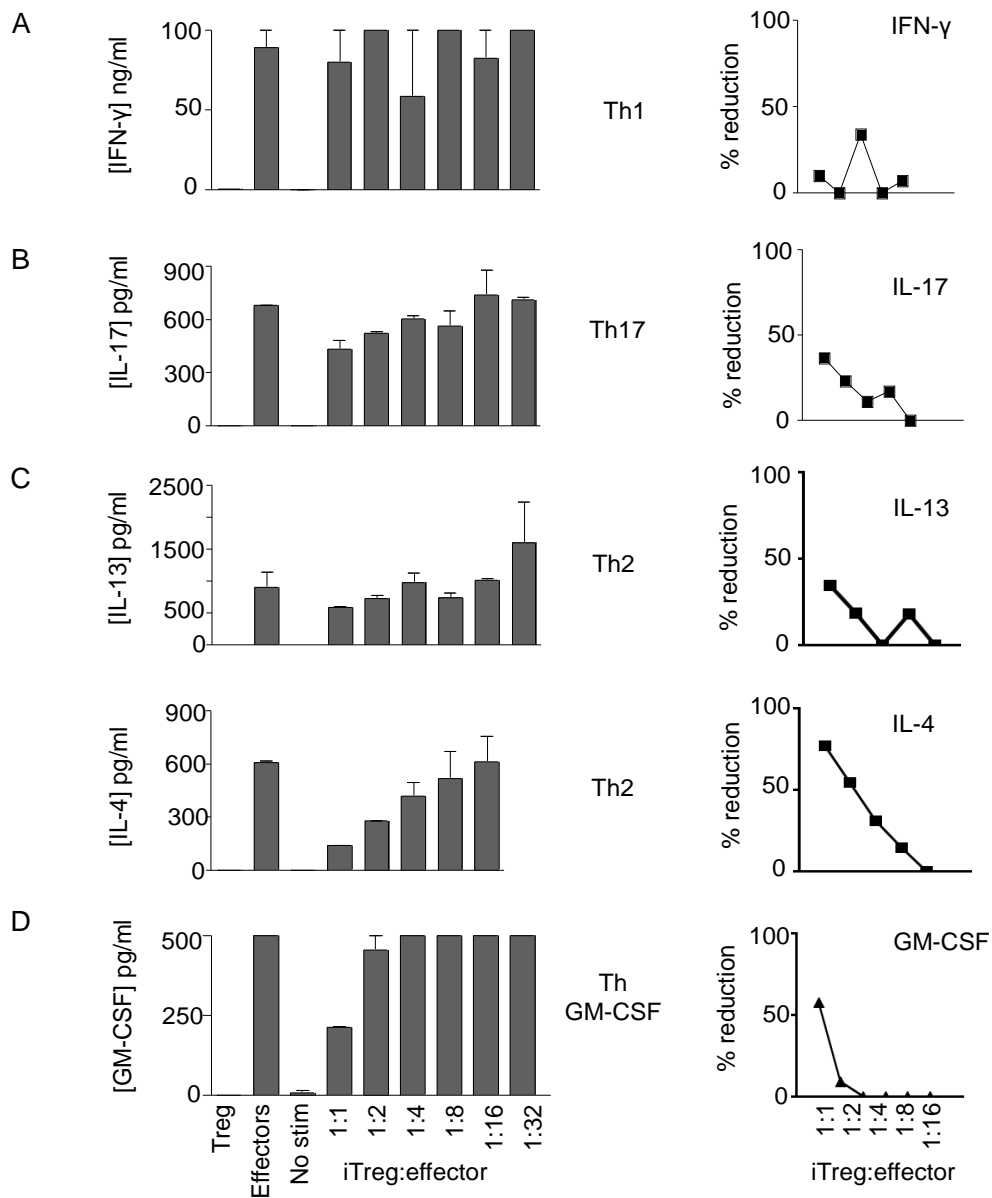 A
[IFN-γ] ng/ml
100
50
0
Th1
IFN-γ
% reduction
100
50
0
B
[IL-17] pg/ml
900
600
300
0
Th17
IL-17
% reduction
100
50
0
C
[IL-13] pg/ml
2500
1500
500
0
Th2
IL-13
% reduction
100
50
0
[IL-4] pg/ml
900
600
300
0
Th2
IL-4
% reduction
100
50
0
D
[GM-CSF] pg/ml
500
250
0
Treg
Effectors
No stim
1:1
1:2
1:4
1:8
1:16
1:32
iTreg:effector
Th
GM-CSF
GM-CSF
% reduction
100
50
0
1:1
1:2
1:4
1:8
1:16
iTreg:effector